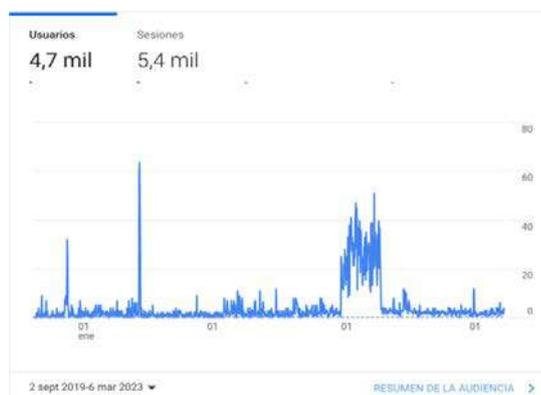 Usuarios Sesiones
4,7 mil 5,4 mil
80
60
40
20
0
01 01 01 01
ene
2 sept 2019-6 mar 2023 RESUMEN DE LA AUDIENCIA